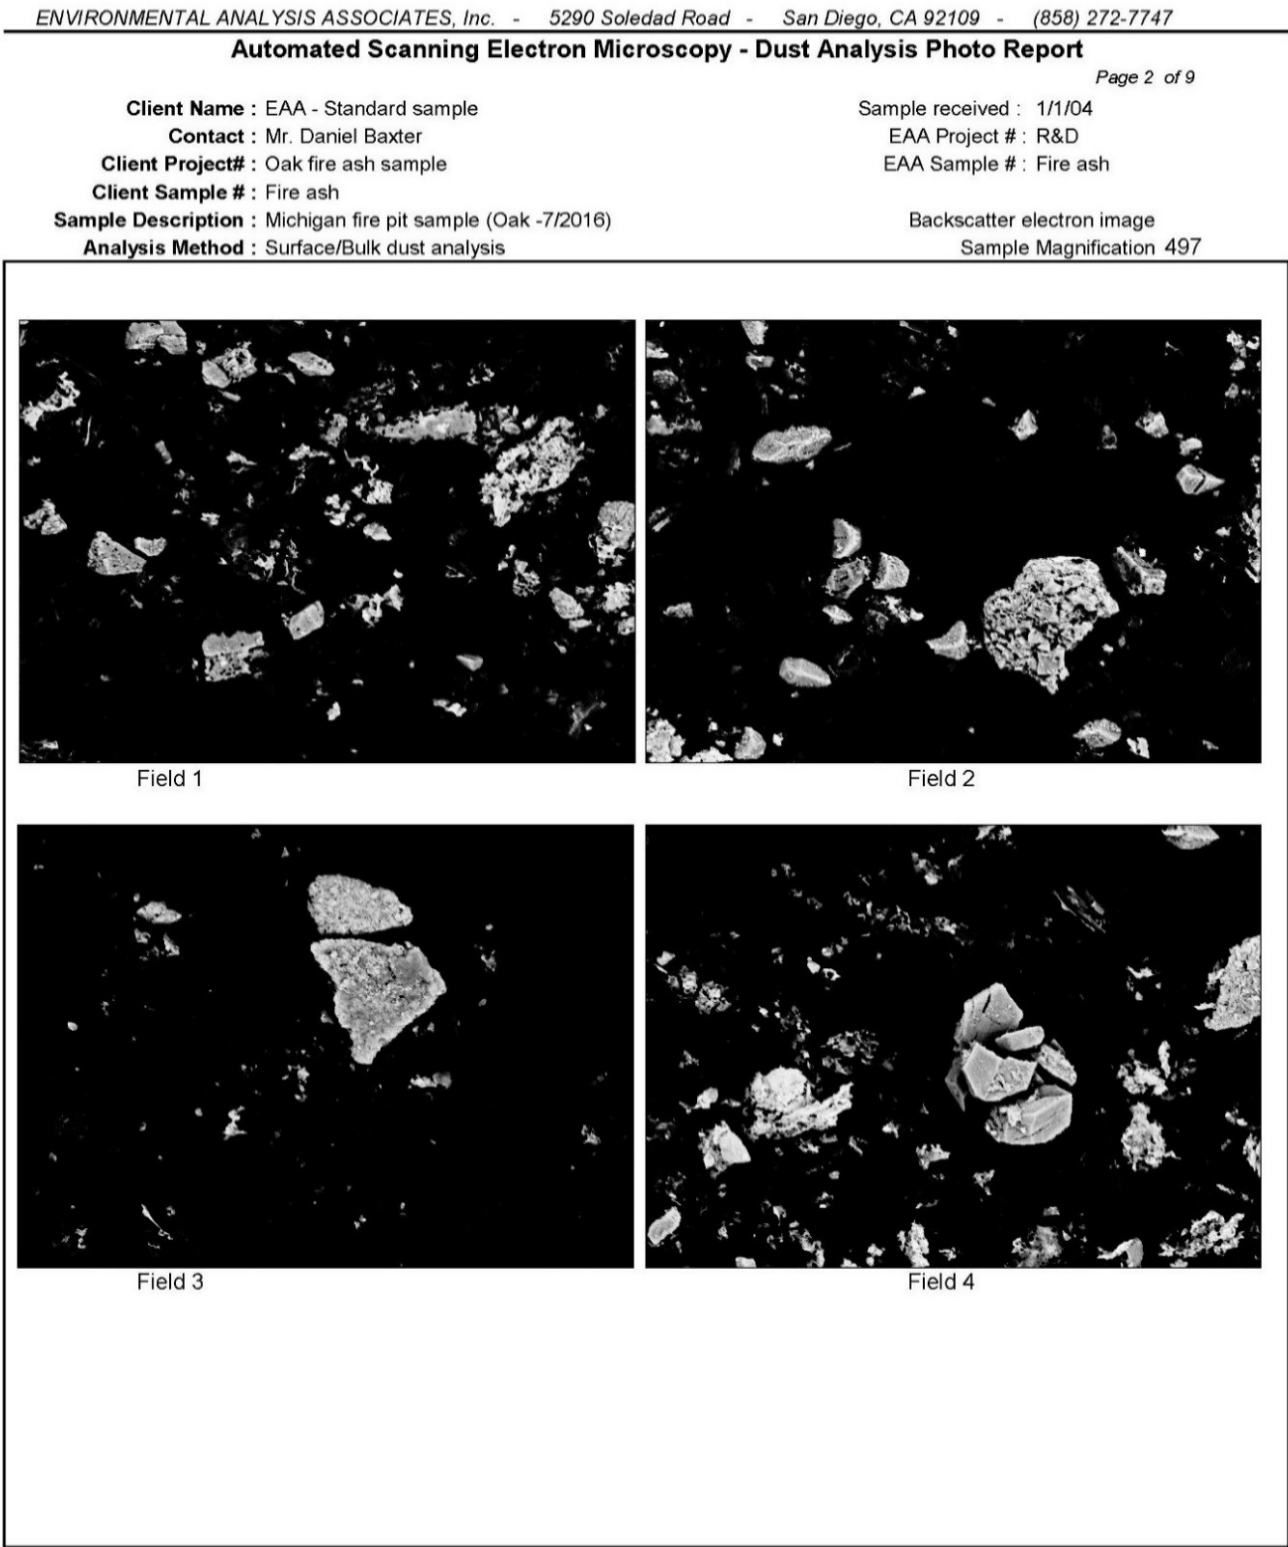 ENVIRONMENTAL ANALYSIS ASSOCIATES, Inc. - 5290 Soledad Road - San Diego, CA 92109 - (858) 272-7747
Automated Scanning Electron Microscopy - Dust Analysis Photo Report
Page 2 of 9
Client Name : EAA - Standard sample Sample received : 1/1/04
Contact : Mr. Daniel Baxter EAA Project # : R&D
Client Project# : Oak fire ash sample EAA Sample # : Fire ash
Client Sample # : Fire ash
Sample Description : Michigan fire pit sample (Oak -7/2016) Backscatter electron image
Analysis Method : Surface/Bulk dust analysis Sample Magnification 497
Field 1 Field 2
Field 3 Field 4